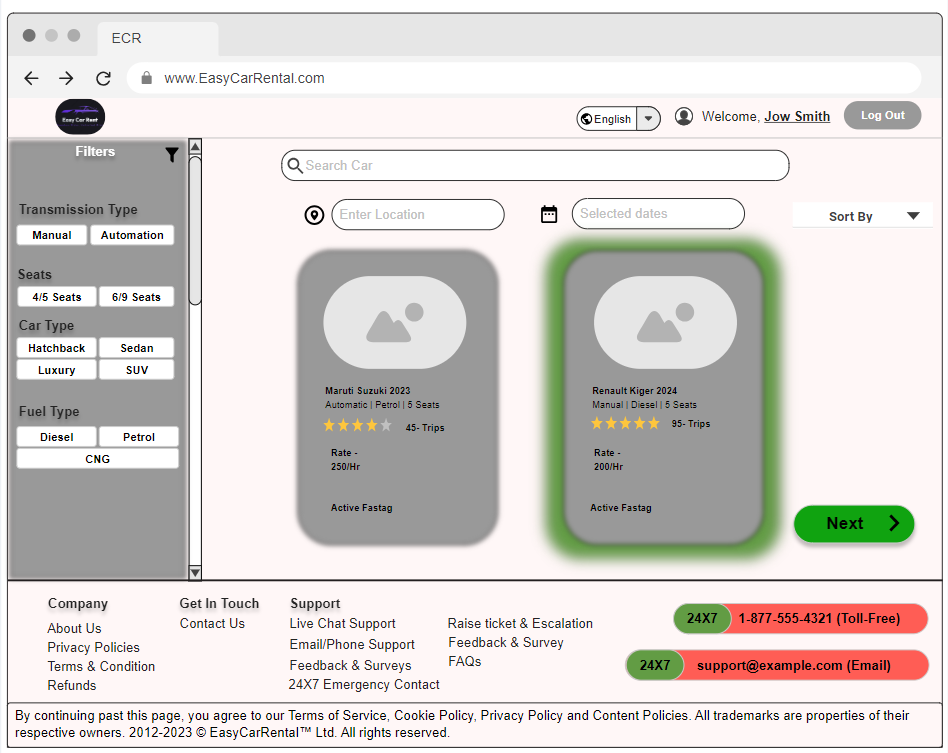 ECR
www.EasyCarRental.com
Easy Car Rent
English
Welcome, Jow Smith
Log Out
Filters
Transmission Type
Manual
Automation
Seats
4/5 Seats
6/9 Seats
Car Type
Hatchback
Sedan
Luxury
SUV
Fuel Type
Diesel
Petrol
CNG
Search Car
Enter Location
Selected dates
Sort By
Maruti Suzuki 2023
Automatic | Petrol | 5 Seats
45- Trips
Rate -
250/Hr
Active Fastag
Renault Kiger 2024
Manual | Diesel | 5 Seats
95- Trips
Rate -
200/Hr
Active Fastag
Next
Company
About Us
Privacy Policies
Terms & Condition
Refunds
Get In Touch
Contact Us
Support
Live Chat Support
Email/Phone Support
Feedback & Surveys
24X7 Emergency Contact
Raise ticket & Escalation
Feedback & Survey
FAQs
24X7 1-877-555-4321 (Toll-Free)
24X7 support@example.com (Email)
By continuing past this page, you agree to our Terms of Service, Cookie Policy, Privacy Policy and Content Policies. All trademarks are properties of their
respective owners. 2012-2023 © EasyCarRental™ Ltd. All rights reserved.